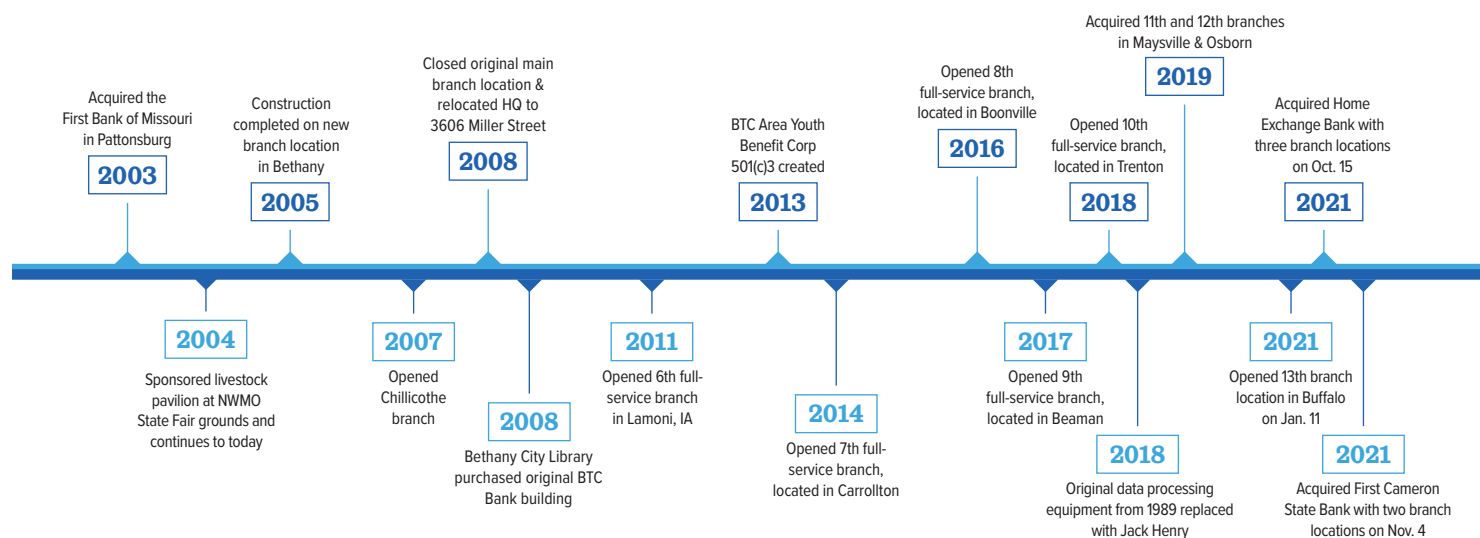 Acquired the
First Bank of Missouri
in Pattonsburg
2003
2004
Sponsored livestock
pavilion at NWMO
State Fair grounds and
continues to today
Construction
completed on new
branch location
in Bethany
2005
2007
Opened
Chillicothe
branch
Closed original main
branch location &
relocated HQ to
3606 Miller Street
2008
2008
Bethany City Library
purchased original BTC
Bank building
2011
Opened 6th full-
service branch
in Lamoni, IA
BTC Area Youth
Benefit Corp
501(c)3 created
2013
2014
Opened 7th full-
service branch,
located in Carrollton
Opened 8th
full-service branch,
located in Boonville
2016
2017
Opened 9th
full-service branch,
located in Beaman
Opened 10th
full-service branch,
located in Trenton
2018
2018
Original data processing
equipment from 1989 replaced
with Jack Henry
Acquired 11th and 12th branches
in Maysville & Osborn
2019
2021
Opened 13th branch
location in Buffalo
on Jan. 11
Acquired Home
Exchange Bank with
three branch locations
on Oct. 15
2021
2021
Acquired First Cameron
State Bank with two branch
locations on Nov. 4